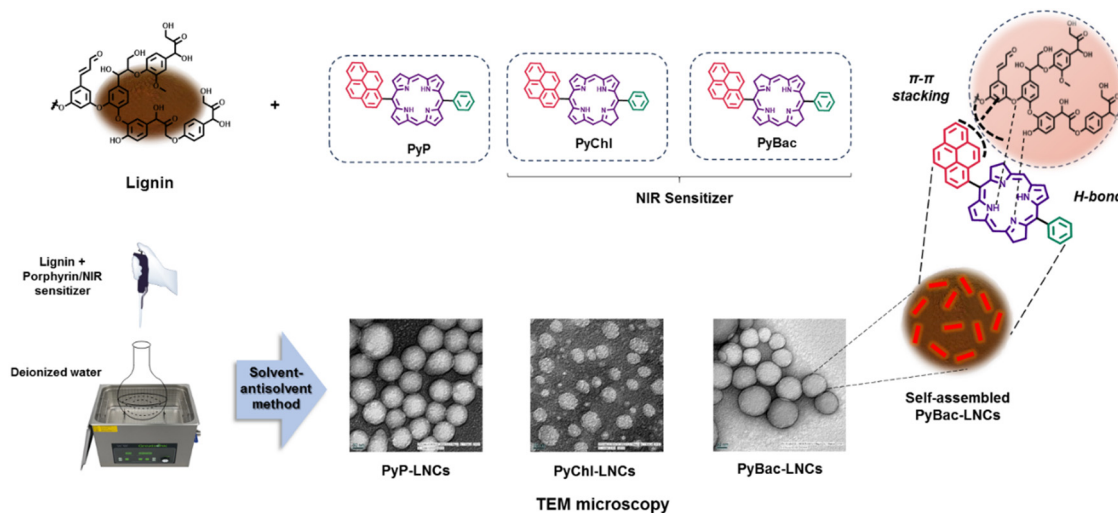 Lignin
+
PyP
PyChl
PyBac
NIR Sensitizer
π-π
stacking
H-bond
Lignin +
Porphyrin/NIR
sensitizer
Deionized water
Solvent-
antisolvent
method
PyP-LNCs
PyChl-LNCs
PyBac-LNCs
TEM microscopy
Self-assembled
PyBac-LNCs